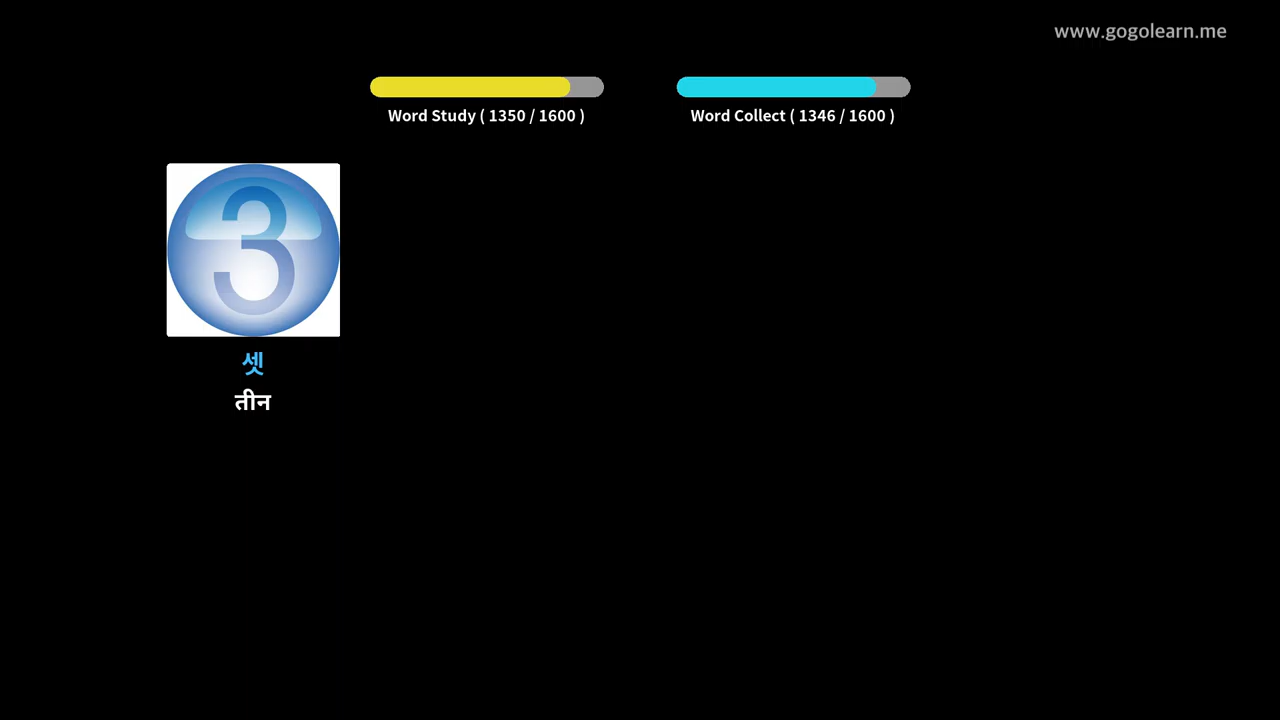 www.gogolearn.me
Word Study ( 1350 / 1600 )
Word Collect ( 1346 / 1600 )
3
셋
तीन